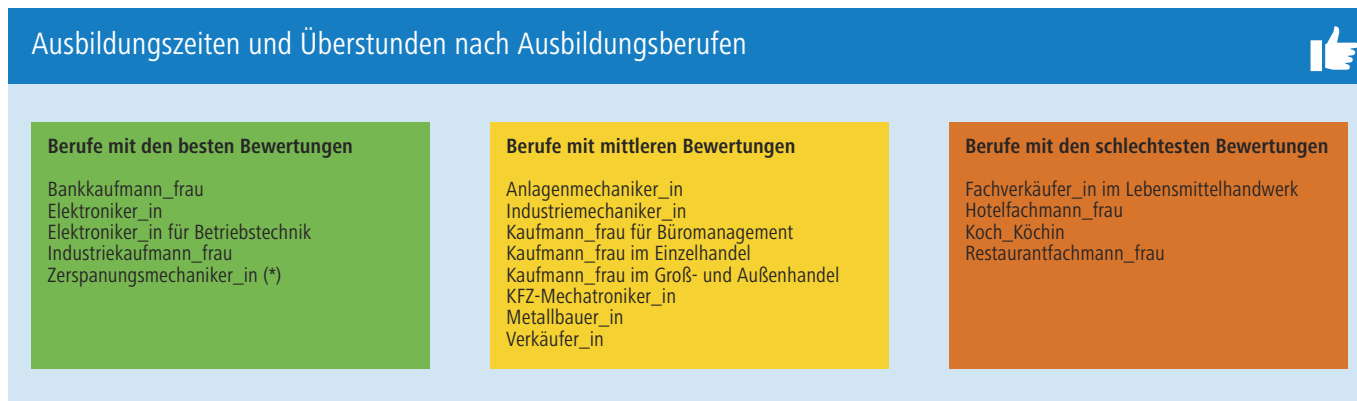 Ausbildungszeiten und Überstunden nach Ausbildungsberufen
Berufe mit den besten Bewertungen
Bankkaufmann_frau
Elektroniker_in
Elektroniker_in für Betriebstechnik
Industriekaufmann_frau
Zerspanungsmechaniker_in (*)
Berufe mit mittleren Bewertungen
Anlagenmechaniker_in
Industriemechaniker_in
Kaufmann_frau für Büromanagement
Kaufmann_frau im Einzelhandel
Kaufmann_frau im Groß- und Außenhandel
KFZ-Mechatroniker_in
Metallbauer_in
Verkäufer_in
Berufe mit den schlechtesten Bewertungen
Fachverkäufer_in im Lebensmittelhandwerk
Hotelfachmann_frau
Koch_Köchin
Restaurantfachmann_frau